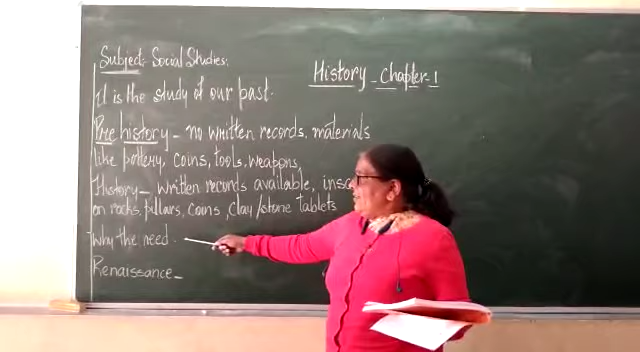 Subject:- Social Studies:
History - Chapter-1
It is the study of our past.
Pre history - no written records, materials
like pottery, coins, tools, weapons,
History - written records available,
on rocks, pillars, coins, clay/stone tablets
Why the need.
Renaissance -